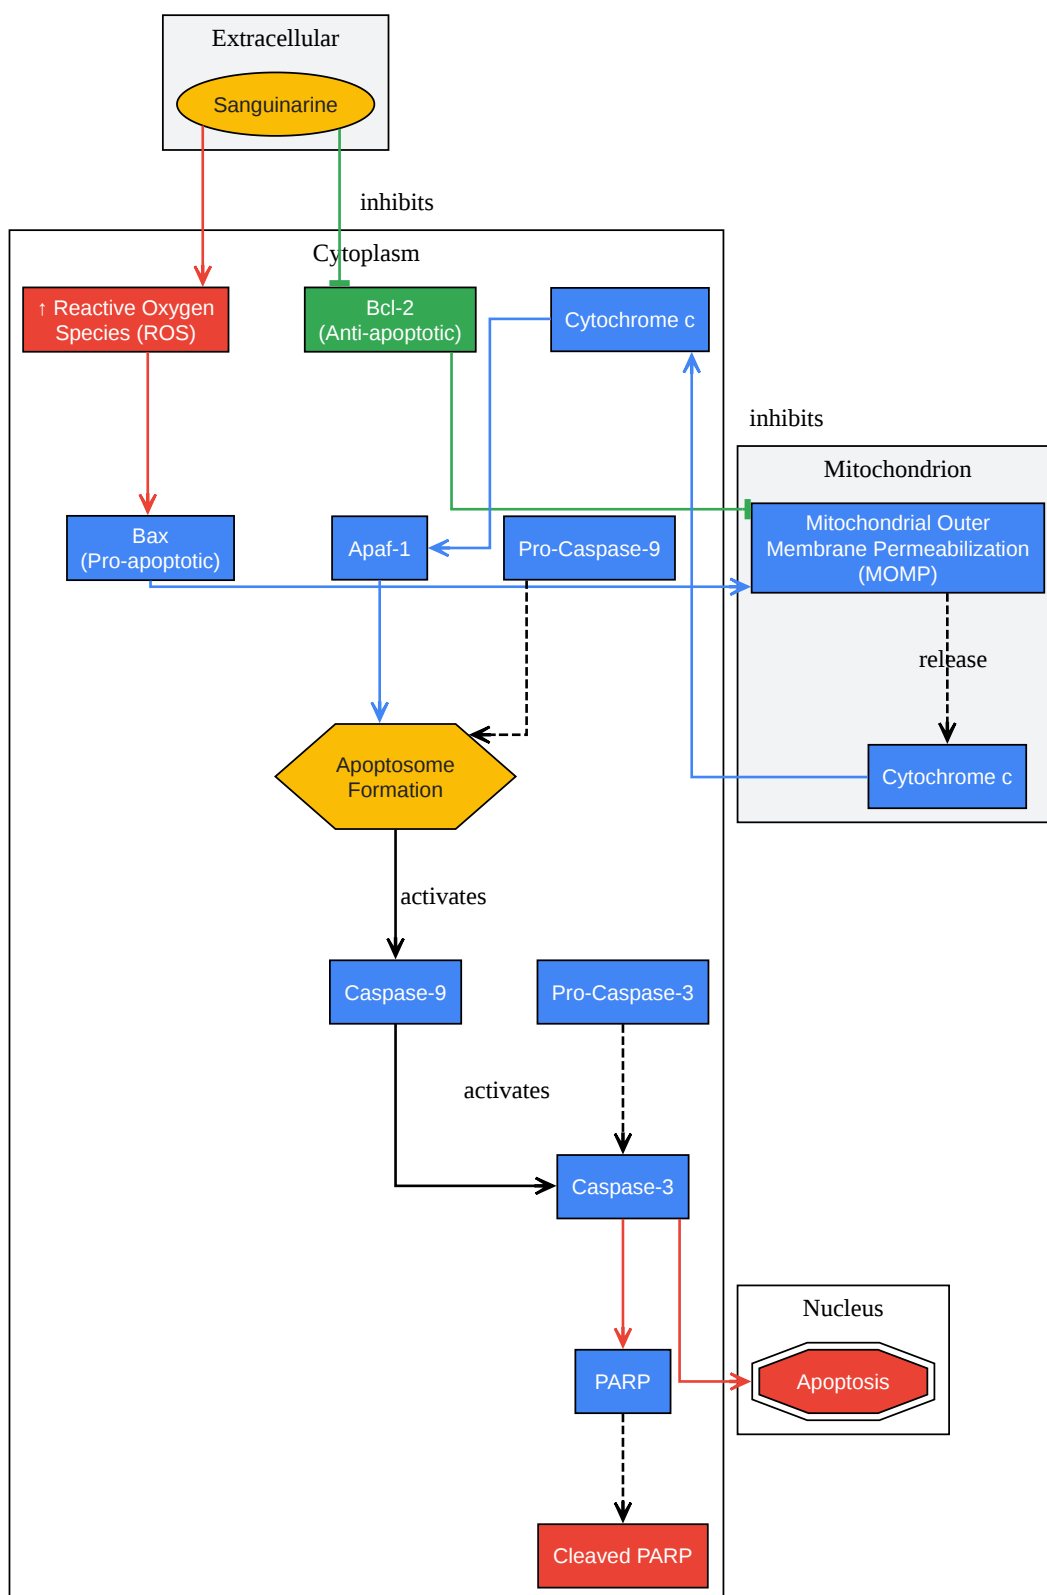 Extracellular
Sanguinarine
inhibits
Cytoplasm
↑ Reactive Oxygen
Species (ROS)
Bcl-2
(Anti-apoptotic)
Cytochrome c
inhibits
Mitochondrion
Bax
(Pro-apoptotic)
Apaf-1
Pro-Caspase-9
Mitochondrial Outer
Membrane Permeabilization
(MOMP)
release
Apoptosome
Formation
Cytochrome c
activates
Caspase-9
Pro-Caspase-3
activates
Caspase-3
Nucleus
PARP
Apoptosis
Cleaved PARP